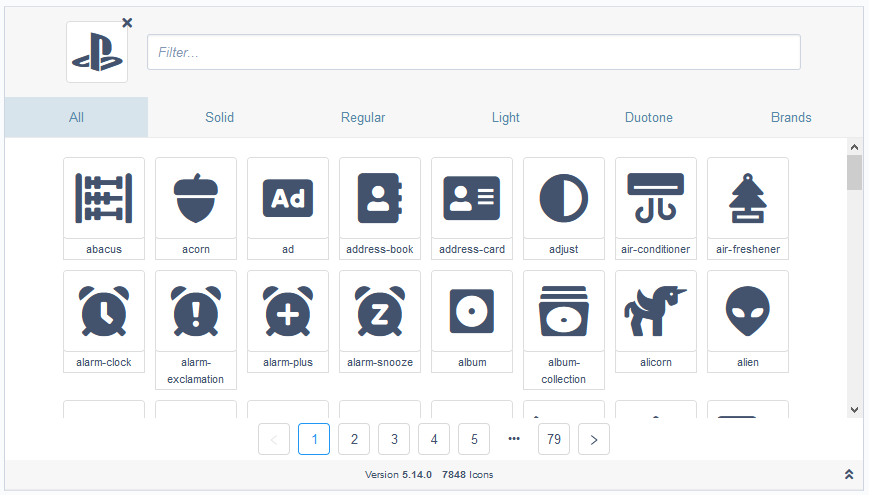 Filter...
All Solid Regular Light Duotone Brands
Ad
abacus acorn ad address-book address-card adjust air-conditioner air-freshener
z
alarm-clock alarm-exclamation alarm-plus alarm-snooze album album-collection alicorn alien
1 2 3 4 5 ••• 79
Version 5.14.0 7848 Icons